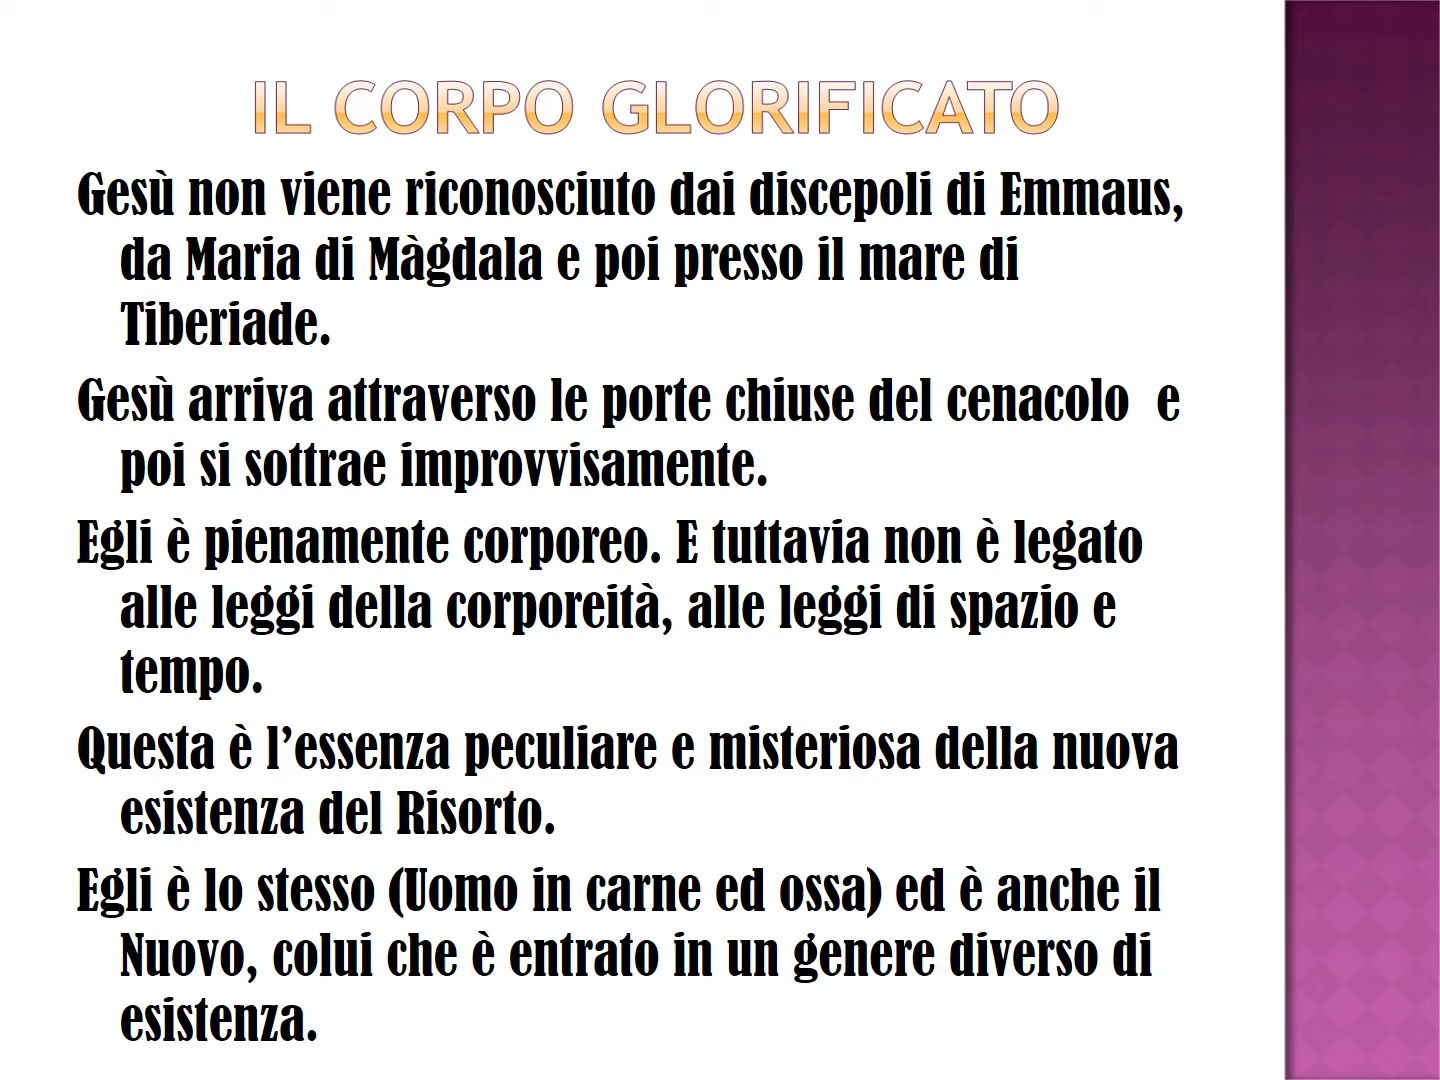 IL CORPO GLORIFICATO
Gesù non viene riconosciuto dai discepoli di Emmaus,
da Maria di Màgdala e poi presso il mare di
Tiberiade.
Gesù arriva attraverso le porte chiuse del cenacolo  e
poi si sottrae improvvisamente.
Egli è pienamente corporeo. E tuttavia non è legato
alle leggi della corporeità, alle leggi di spazio e
tempo.
Questa è l’essenza peculiare e misteriosa della nuova
esistenza del Risorto.
Egli è lo stesso (Uomo in carne ed ossa) ed è anche il
Nuovo, colui che è entrato in un genere diverso di
esistenza.